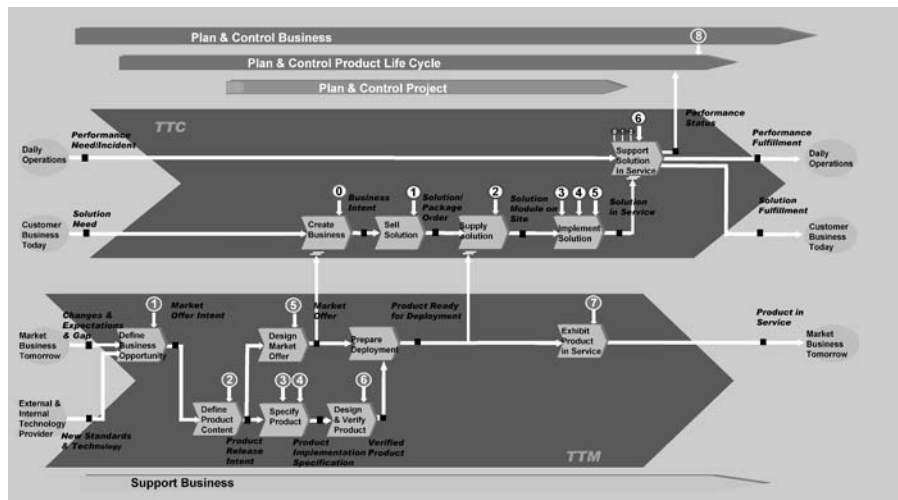 Plan & Control Business
8
Plan & Control Product Life Cycle
Plan & Control Project
TTC
Performance
Need/Incident
Daily
Operations
6
Support
Solution
in Service
Performance
Status
Performance
Fulfillment
Daily
Operations
Customer
Business
Today
Solution
Need
0
Create
Business
Business
Intent
1
Sell
Solution
Solution/
Package
Order
2
Supply
Solution
Solution
Module on
Site
3
4
5
Implement
Solution
Solution
in Service
Solution
Fulfillment
Customer
Business
Today
Market
Business
Tomorrow
Changes &
Expectations
& Gap
1
Define
Business
Opportunity
Market
Offer Intent
5
Design
Market
Offer
Market
Offer
Prepare
Deployment
Product Ready
for Deployment
7
Exhibit
Product
in Service
Product in
Service
Market
Business
Tomorrow
External &
Internal
Technology
Provider
New Standards
& Technology
2
Define
Product
Content
Product
Release
Intent
3
4
Specify
Product
Product
Implementation
Specification
6
Design
& Verify
Product
Verified
Product
TTM
Support Business